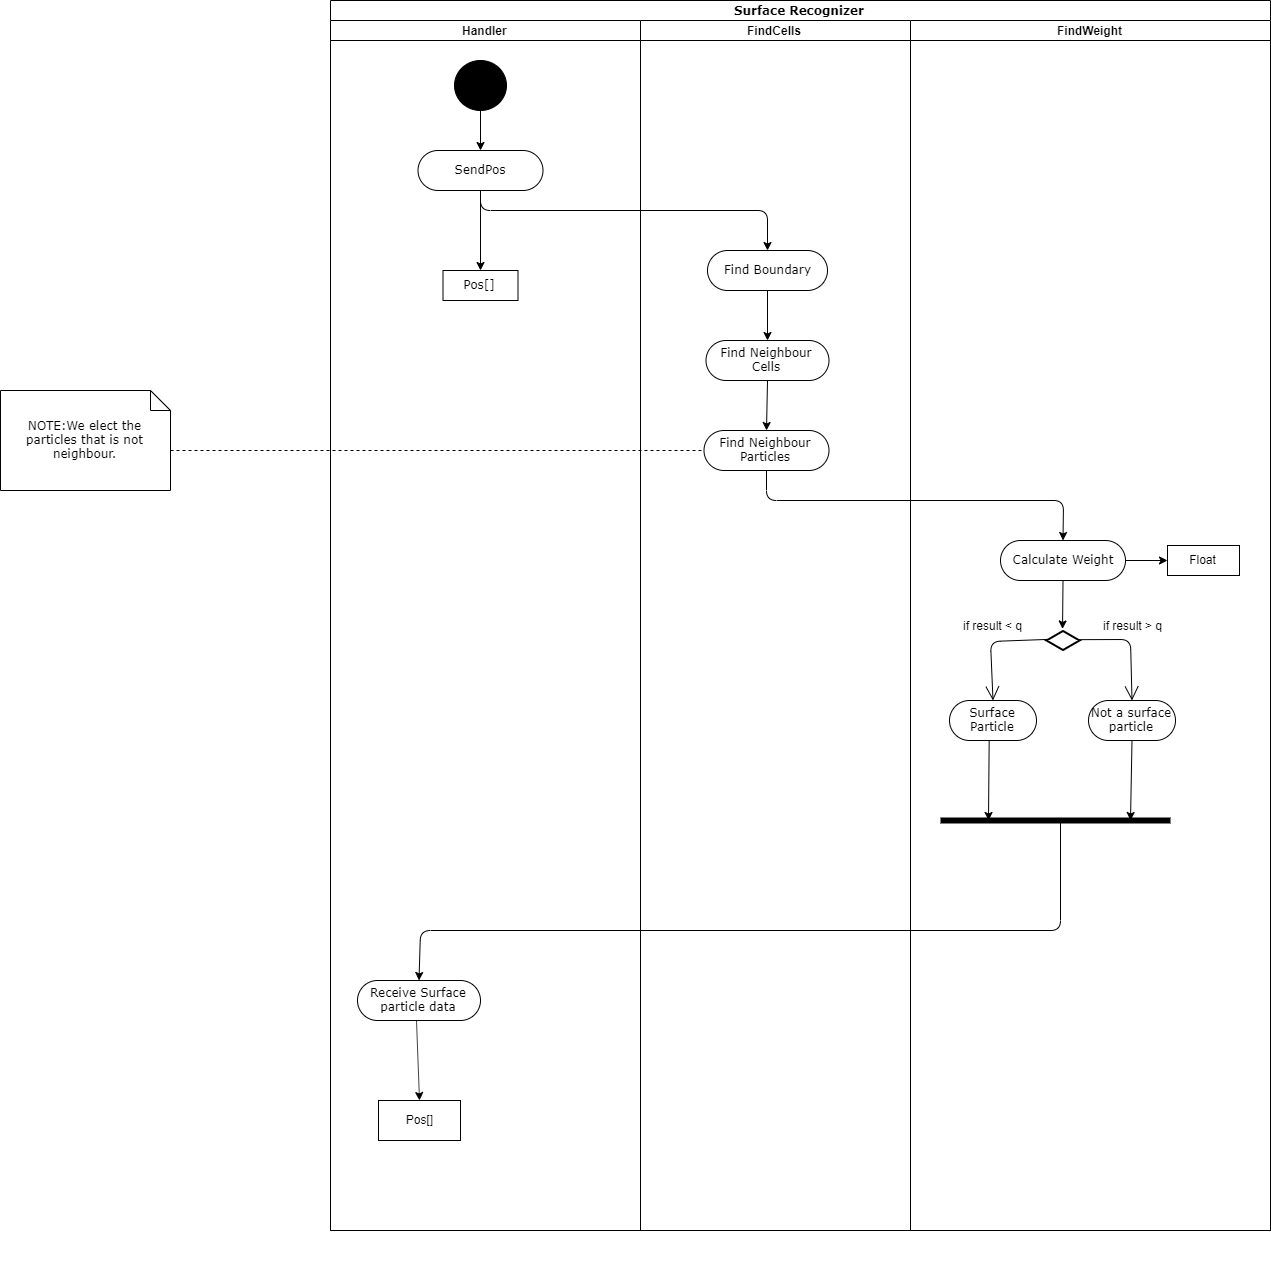 Surface Recognizer
Handler
FindCells
FindWeight
SendPos
Find Boundary
Pos[]
Find Neighbour
Cells
NOTE:We elect the
particles that is not
neighbour.
Find Neighbour
Particles
Calculate Weight
Float
if result < q
if result > q
Surface
Particle
Not a surface
particle
Receive Surface
particle data
Pos[]